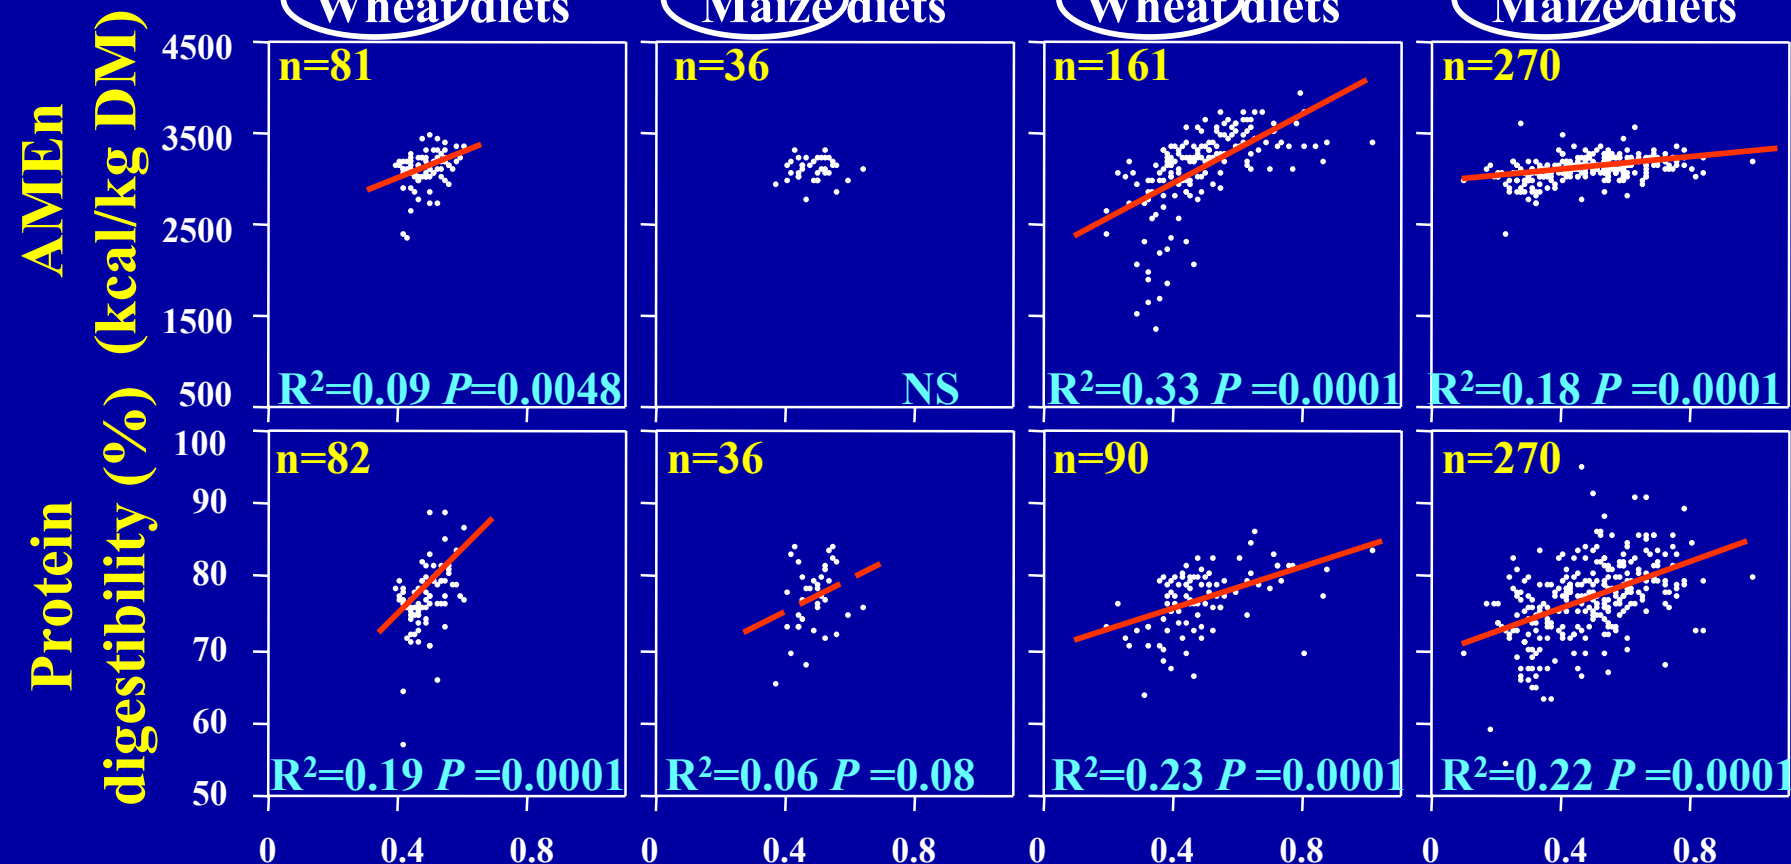 Wheat diets
Maize diets
Wheat diets
Maize diets
AMEn
(kcal/kg DM)
4500
3500
2500
1500
500
n=81
n=36
n=161
n=270
R²=0.09 P=0.0048
NS
R²=0.33 P =0.0001
R²=0.18 P =0.0001
Protein
digestibility (%)
100
90
80
70
60
50
n=82
n=36
n=90
n=270
R²=0.19 P =0.0001
R²=0.06 P =0.08
R²=0.23 P =0.0001
R²=0.22 P =0.0001
0 0.4 0.8
0 0.4 0.8
0 0.4 0.8
0 0.4 0.8